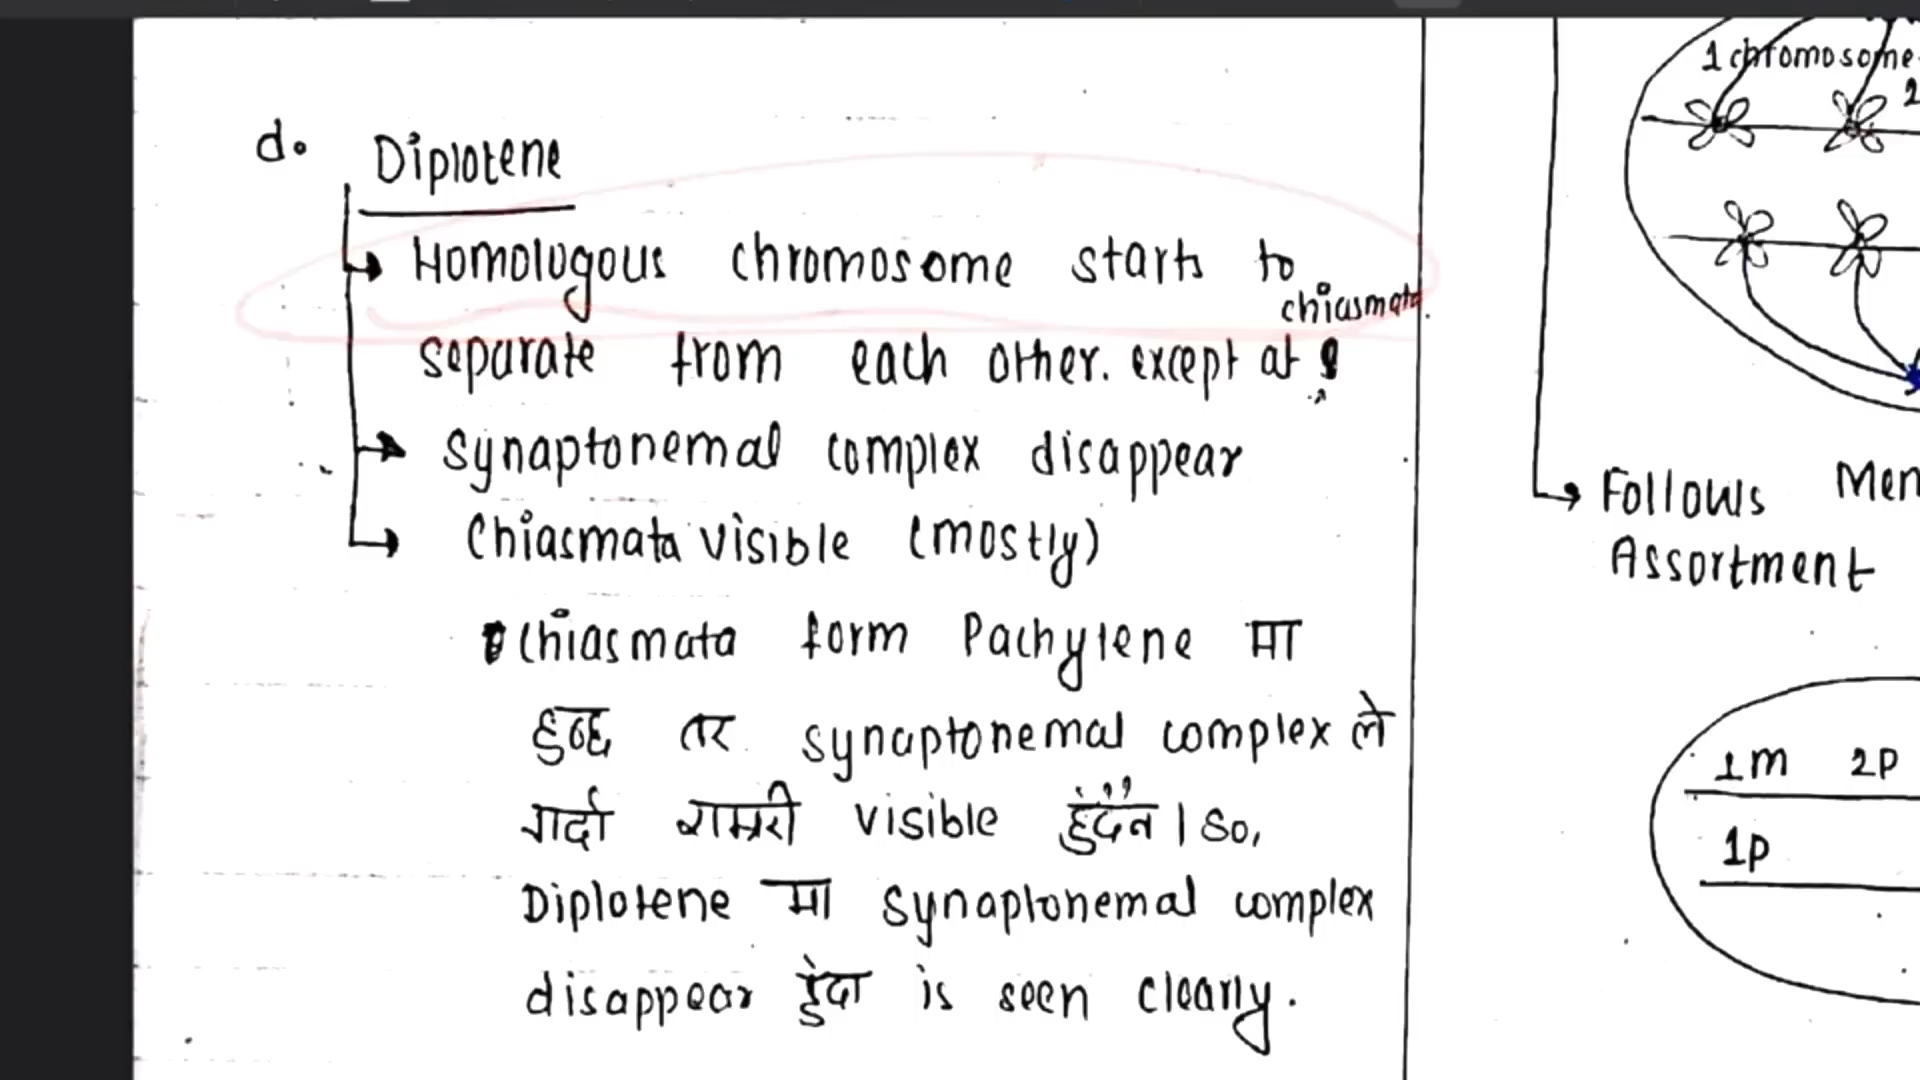 d. Diplotene
→ Homologous chromosome starts to
chiasmata.
separate from each other. except at
→ Synaptonemal complex disappear
→ Chiasmata visible (mostly)
Chiasmata form Pachytene मा
हुन्छ तर synaptonemal complex ले
गर्दा राम्ररी visible हुंदैन । So,
Diplotene मा synaptonemal complex
disappear हुंदा is seen clearly.
1 chromosome
2
→ Follows Men
Assortment
1m 2p
1p